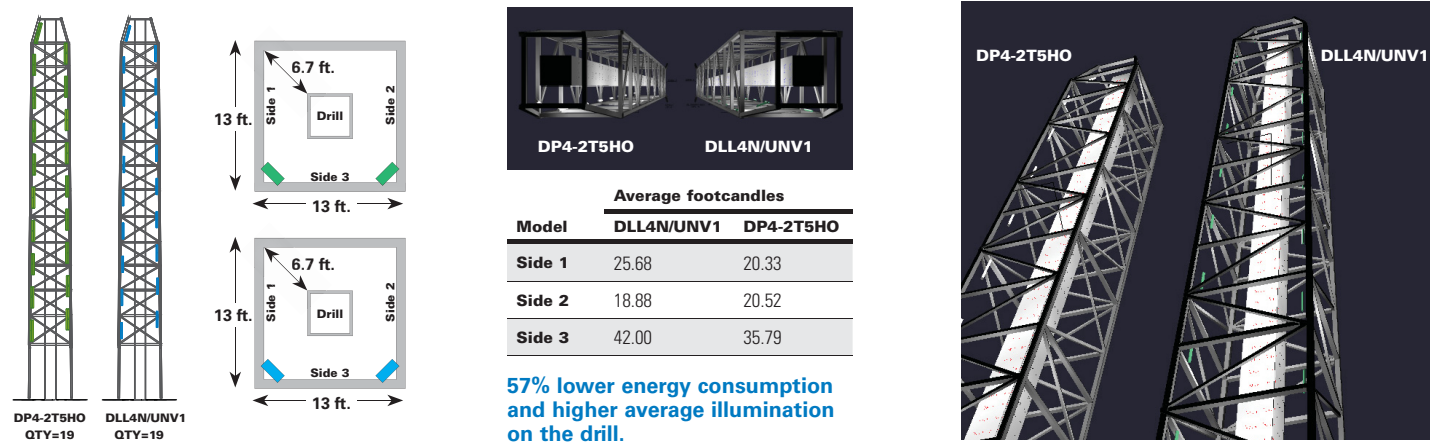 DP4-2T5HO
QTY=19
DLL4N/UNV1
QTY=19
6.7 ft.
Side 1
Side 2
13 ft.
Drill
Side 3
13 ft.
6.7 ft.
Side 1
Side 2
13 ft.
Drill
Side 3
13 ft.
DP4-2T5HO DLL4N/UNV1
Average footcandles
Model DLL4N/UNV1 DP4-2T5HO
Side 1 25.68 20.33
Side 2 18.88 20.52
Side 3 42.00 35.79
57% lower energy consumption
and higher average illumination
on the drill.
DP4-2T5HO
DLL4N/UNV1